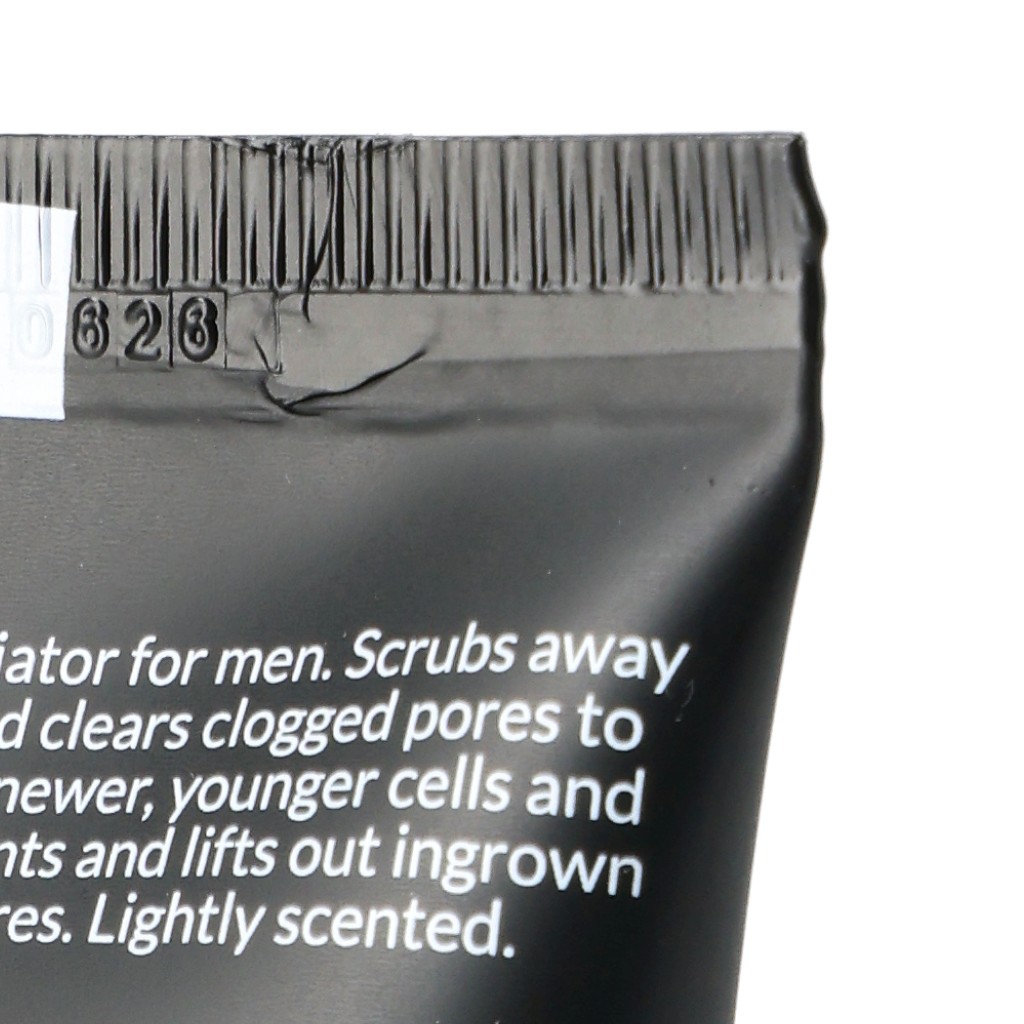 0626
iator for men. Scrubs away
d clears clogged pores to
newer, younger cells and
nts and lifts out ingrown
res. Lightly scented.